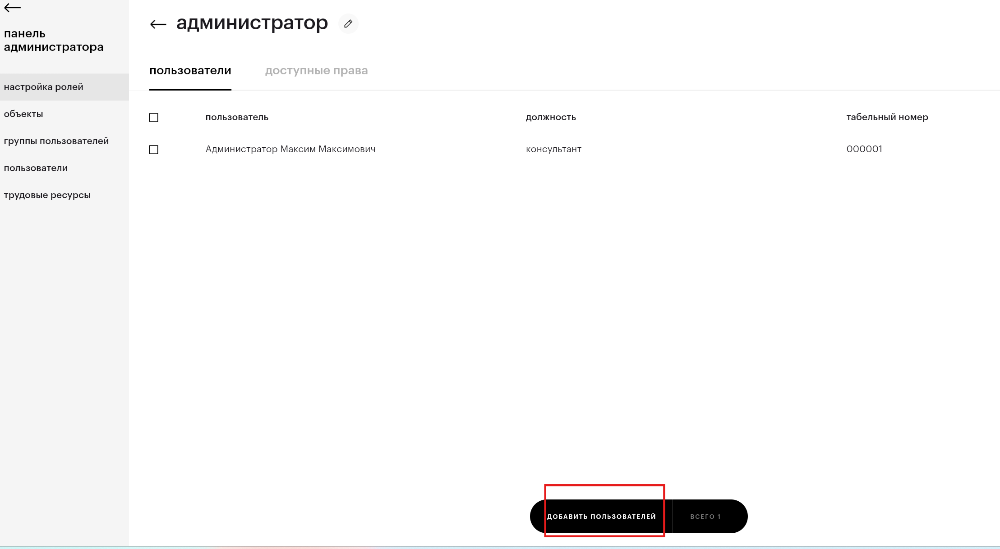 панель
администратора
настройка ролей
объекты
группы пользователей
пользователи
трудовые ресурсы
администратор
пользователи доступные права
пользователь должность табельный номер
Администратор Максим Максимович консультант 000001
ДОБАВИТЬ ПОЛЬЗОВАТЕЛЕЙ ВСЕГО 1